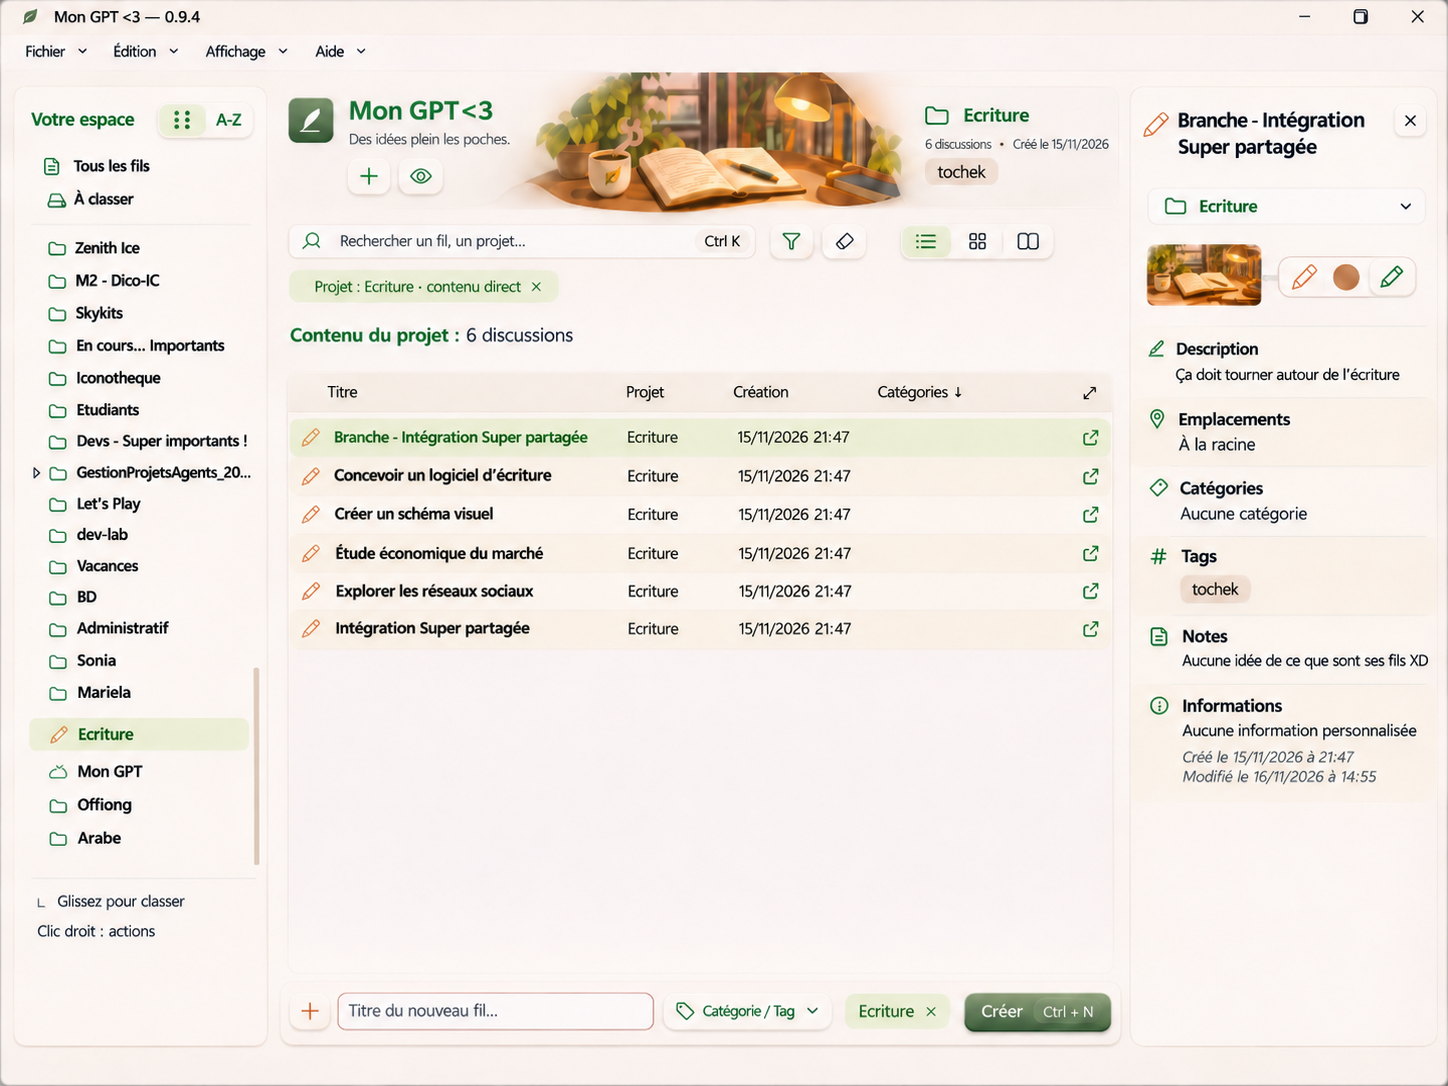 Mon GPT <3 — 0.9.4
Fichier
Édition
Affichage
Aide
Votre espace
A-Z
Tous les fils
À classer
Zenith Ice
M2 - Dico-IC
Skykits
En cours... Importants
Iconotheque
Etudiants
Devs - Super importants !
GestionProjetsAgents_20...
Let's Play
dev-lab
Vacances
BD
Administratif
Sonia
Mariela
Ecriture
Mon GPT
Offiong
Arabe
Glissez pour classer
Clic droit : actions
Mon GPT<3
Des idées plein les poches.
Ecriture
6 discussions • Créé le 15/11/2026
tochek
Rechercher un fil, un projet...
Ctrl K
Projet : Ecriture · contenu direct ×
Contenu du projet : 6 discussions
Titre Projet Création Catégories ↓
Branche - Intégration Super partagée Ecriture 15/11/2026 21:47
Concevoir un logiciel d'écriture Ecriture 15/11/2026 21:47
Créer un schéma visuel Ecriture 15/11/2026 21:47
Étude économique du marché Ecriture 15/11/2026 21:47
Explorer les réseaux sociaux Ecriture 15/11/2026 21:47
Intégration Super partagée Ecriture 15/11/2026 21:47
Titre du nouveau fil...
Catégorie / Tag
Ecriture ×
Créer Ctrl + N
Branche - Intégration
Super partagée
Ecriture
Description
Ça doit tourner autour de l'écriture
Emplacements
À la racine
Catégories
Aucune catégorie
Tags
tochek
Notes
Aucune idée de ce que sont ses fils XD
Informations
Aucune information personnalisée
Créé le 15/11/2026 à 21:47
Modifié le 16/11/2026 à 14:55